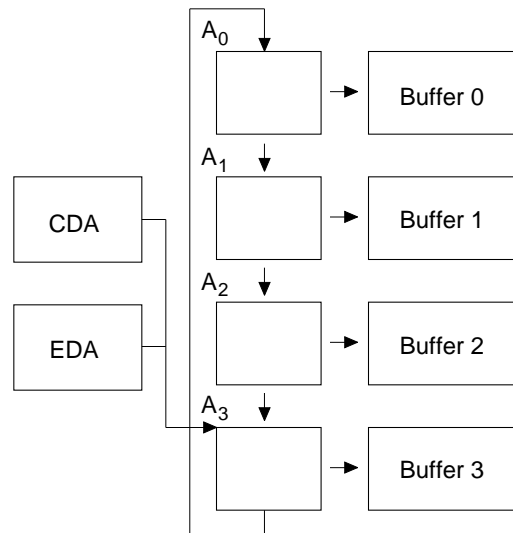 A0
Buffer 0
A1
CDA
Buffer 1
A2
EDA
Buffer 2
A3
Buffer 3